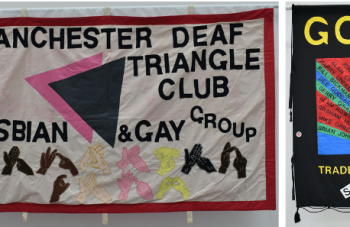 ANCHESTER DEAF
TRIANGLE
CLUB
SBIAN & GAY GROUP
GO
TRADE
S